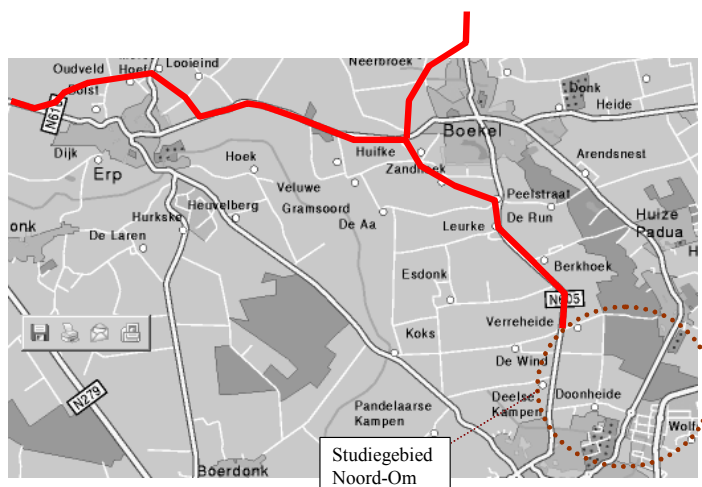 Looieind
Neerbroek
Oudveld
Hoef
Bolst
Donk
Heide
Boekel
Dijk
Huifke
Arendsnest
Hoek
Zandhoek
Erp
Veluwe
Peelstraat
Heuvelberg
Gramsoord
De Run
Huize
Padua
Hurkske
De Aa
Leurke
onk
De Laren
H
Berkhoek
Esdonk
N605
Verreheide
Koks
De Wind
N279
Deelse
Kampen
Doonheide
Pandelaarse
Kampen
Wolf
Boerdonk
Studiegebied
Noord-Om